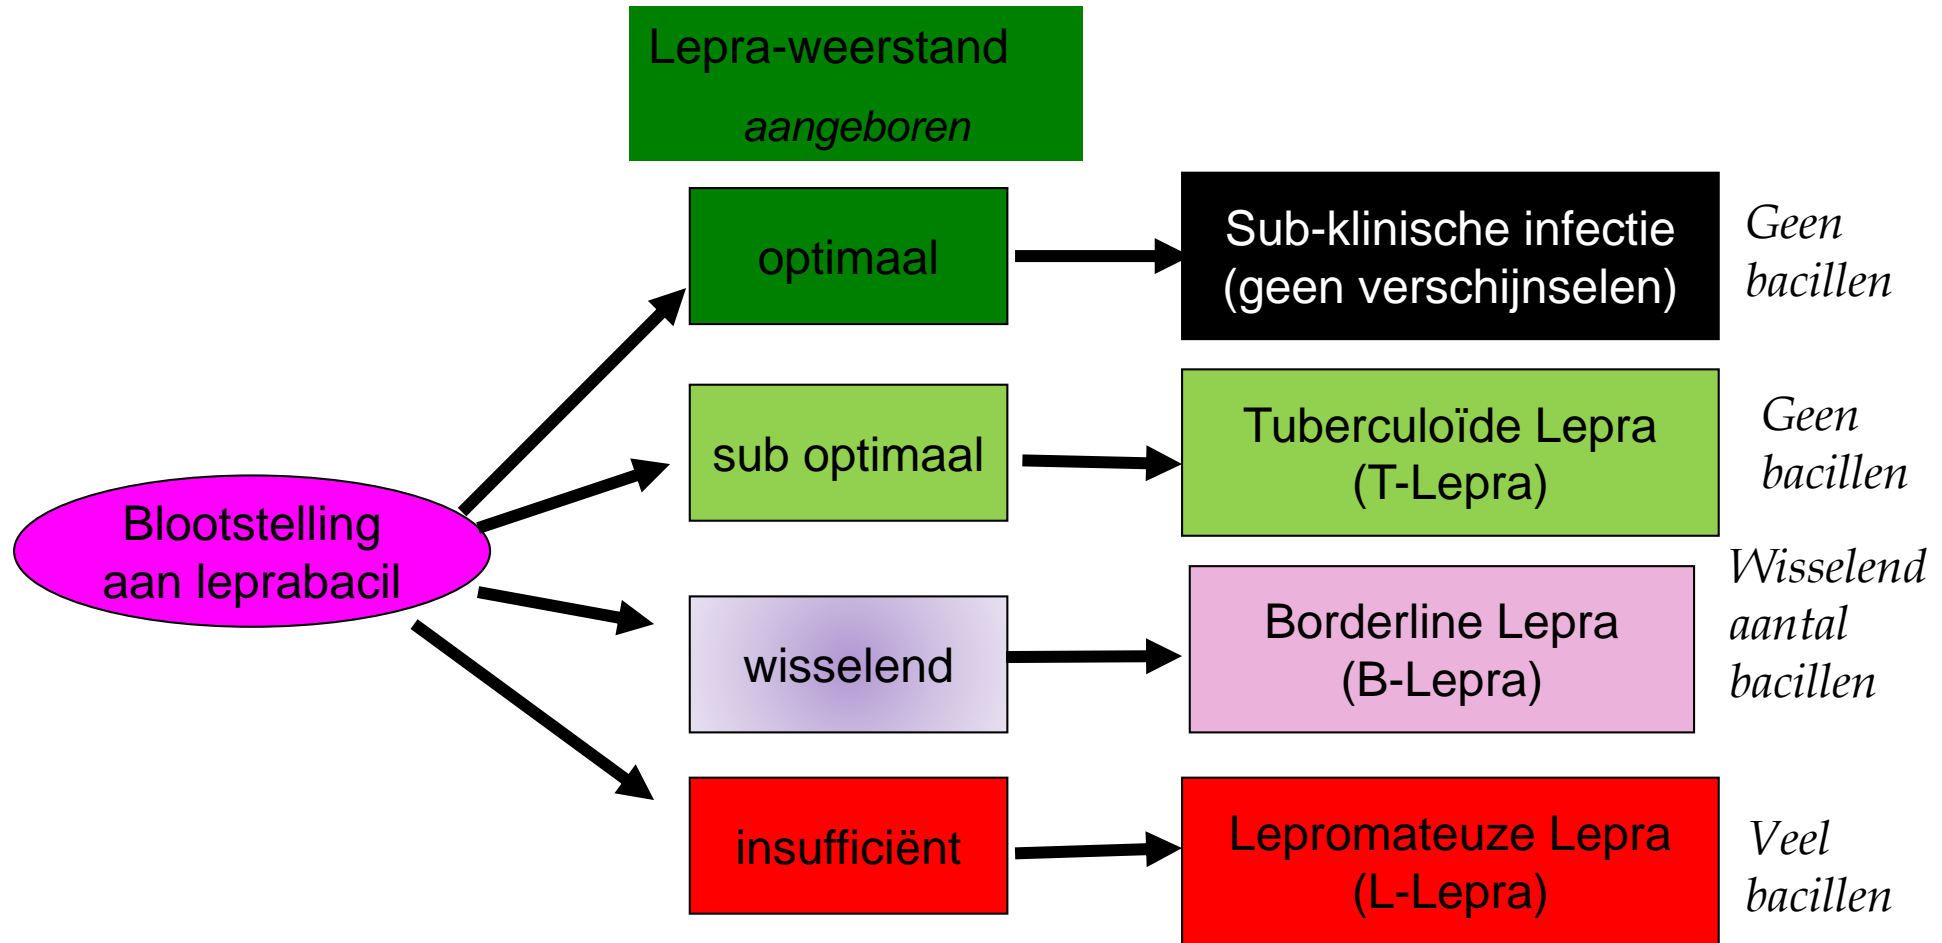 Lepra-weerstand
aangeboren
optimaal
Sub-klinische infectie
(geen verschijnselen)
Geen
bacillen
sub optimaal
Tuberculoïde Lepra
(T-Lepra)
Geen
bacillen
Blootstelling
aan leprabacil
wisselend
Borderline Lepra
(B-Lepra)
Wisselend
aantal
bacillen
insufficiënt
Lepromateuze Lepra
(L-Lepra)
Veel
bacillen